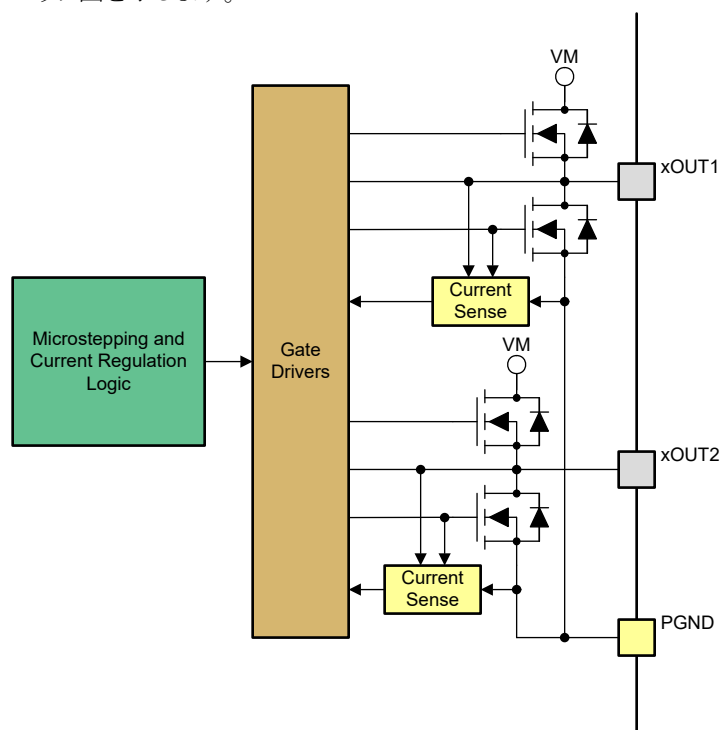 VM
xOUT1
Current
Sense
Microstepping and
Current Regulation
Logic
Gate
Drivers
VM
xOUT2
Current
Sense
PGND